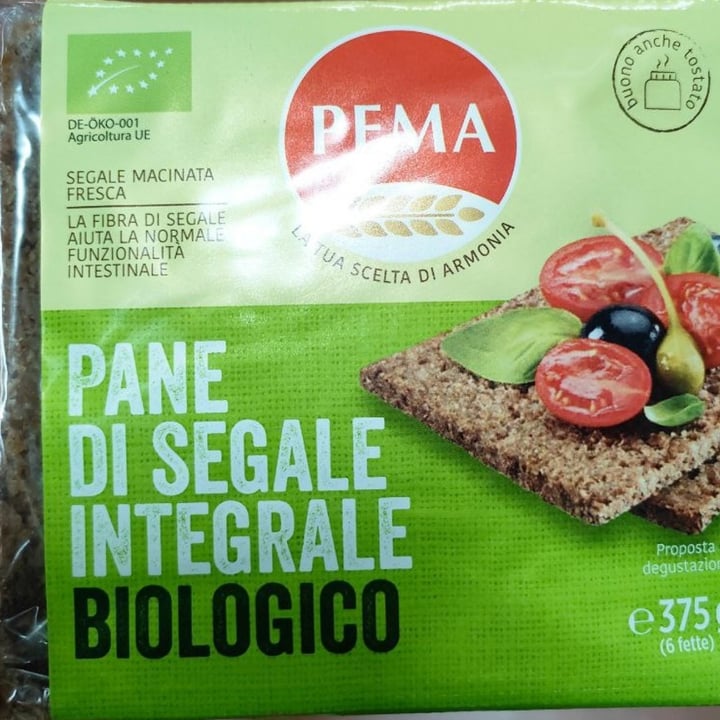 DE-ÖKO-001
Agricoltura UE
SEGALE MACINATA
FRESCA
LA FIBRA DI SEGALE
AIUTA LA NORMALE
FUNZIONALITÀ
INTESTINALE
PEMA
LA TUA SCELTA DI ARMONIA
buono anche tostato
PANE
DI SEGALE
INTEGRALE
BIOLOGICO
Proposta
degustazion
e 375 g
(6 fette)